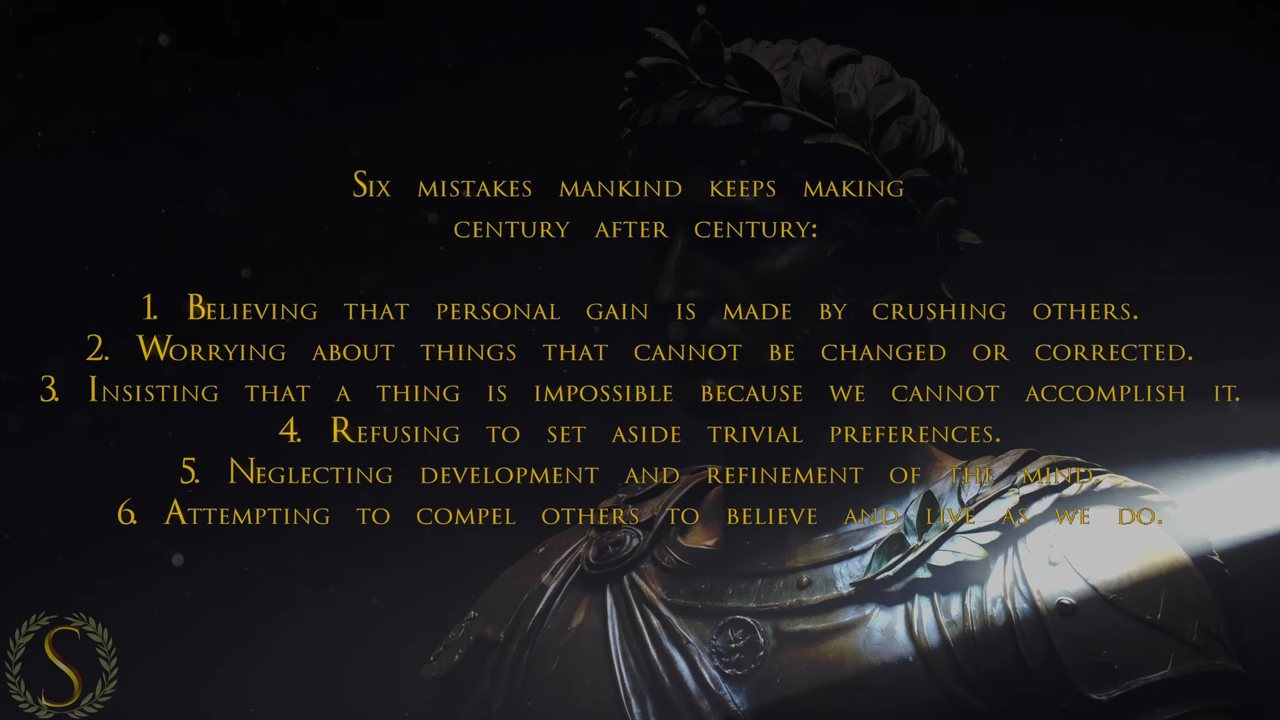 Six mistakes mankind keeps making
century after century:
1. Believing that personal gain is made by crushing others.
2. Worrying about things that cannot be changed or corrected.
3. Insisting that a thing is impossible because we cannot accomplish it.
4. Refusing to set aside trivial preferences.
5. Neglecting development and refinement of the mind.
6. Attempting to compel others to believe and live as we do.
S